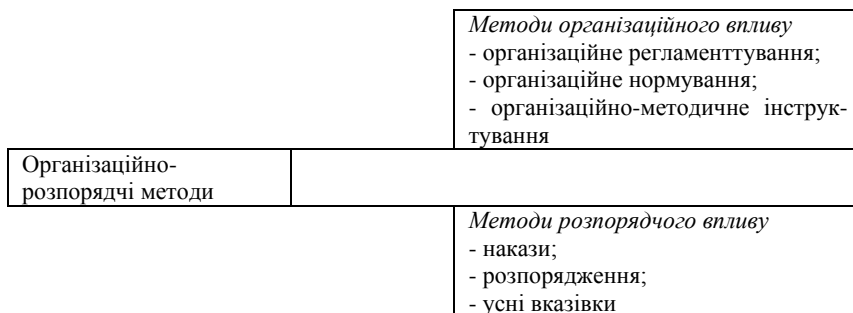 Методи організаційного впливу
- організаційне регламенттування;
- організаційне нормування;
- організаційно-методичне інструк-
тування
Організаційно-
розпорядчі методи
Методи розпорядчого впливу
- накази;
- розпорядження;
- усні вказівки